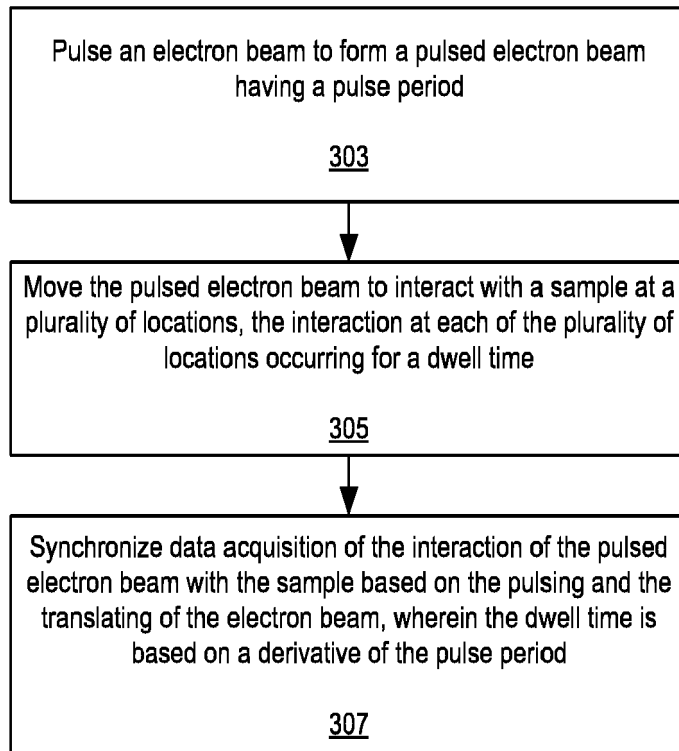 Pulse an electron beam to form a pulsed electron beam
having a pulse period
303
Move the pulsed electron beam to interact with a sample at a
plurality of locations, the interaction at each of the plurality of
locations occurring for a dwell time
305
Synchronize data acquisition of the interaction of the pulsed
electron beam with the sample based on the pulsing and the
translating of the electron beam, wherein the dwell time is
based on a derivative of the pulse period
307